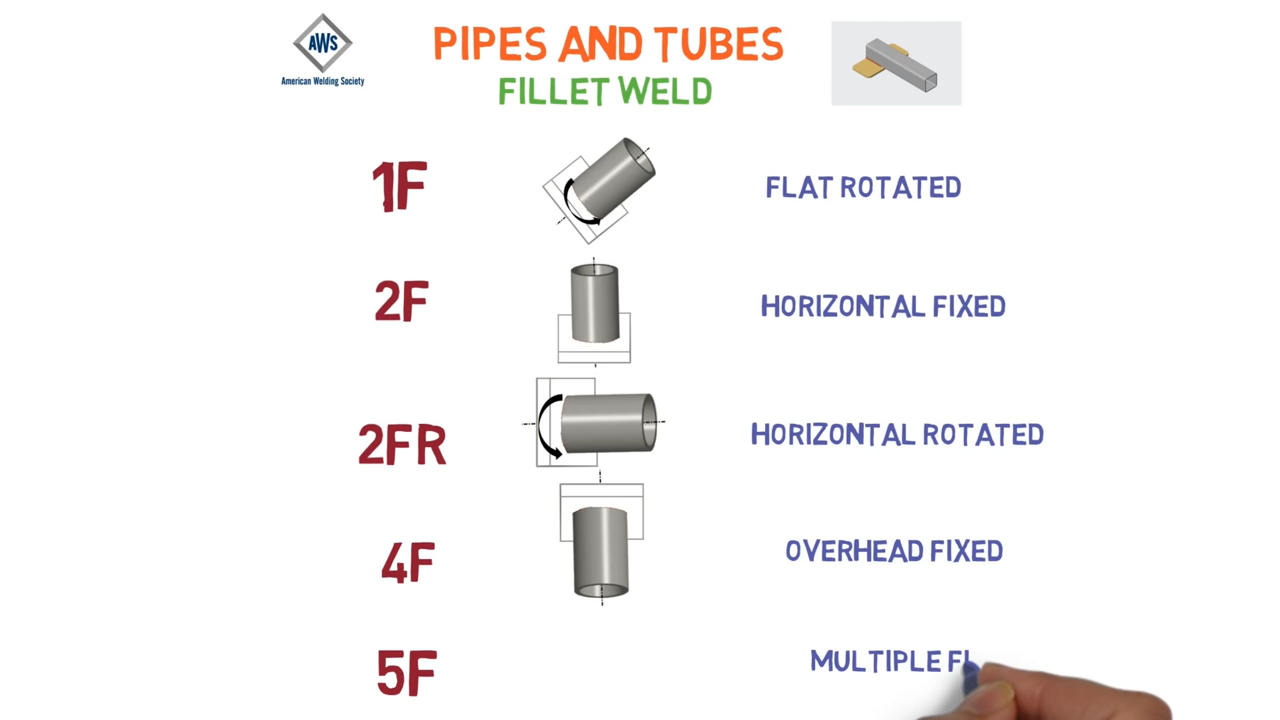 AWS
American Welding Society
PIPES AND TUBES
FILLET WELD
1F
FLAT ROTATED
2F
HORIZONTAL FIXED
2FR
HORIZONTAL ROTATED
4F
OVERHEAD FIXED
5F
MULTIPLE FI